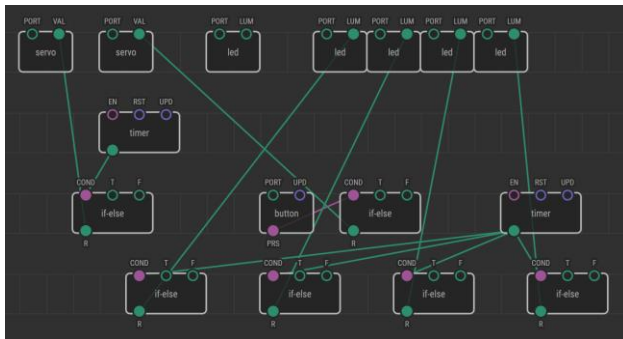 PORT VAL PORT VAL PORT LUM PORT LUM PORT LUM PORT LUM PORT LUM
servo servo led led led led led
EN RST UPD
timer
COND T F PORT UPD COND T F EN RST UPD
if-else button if-else timer
R PRS R
COND T F COND T F COND T F COND T F
if-else if-else if-else if-else
R R R R